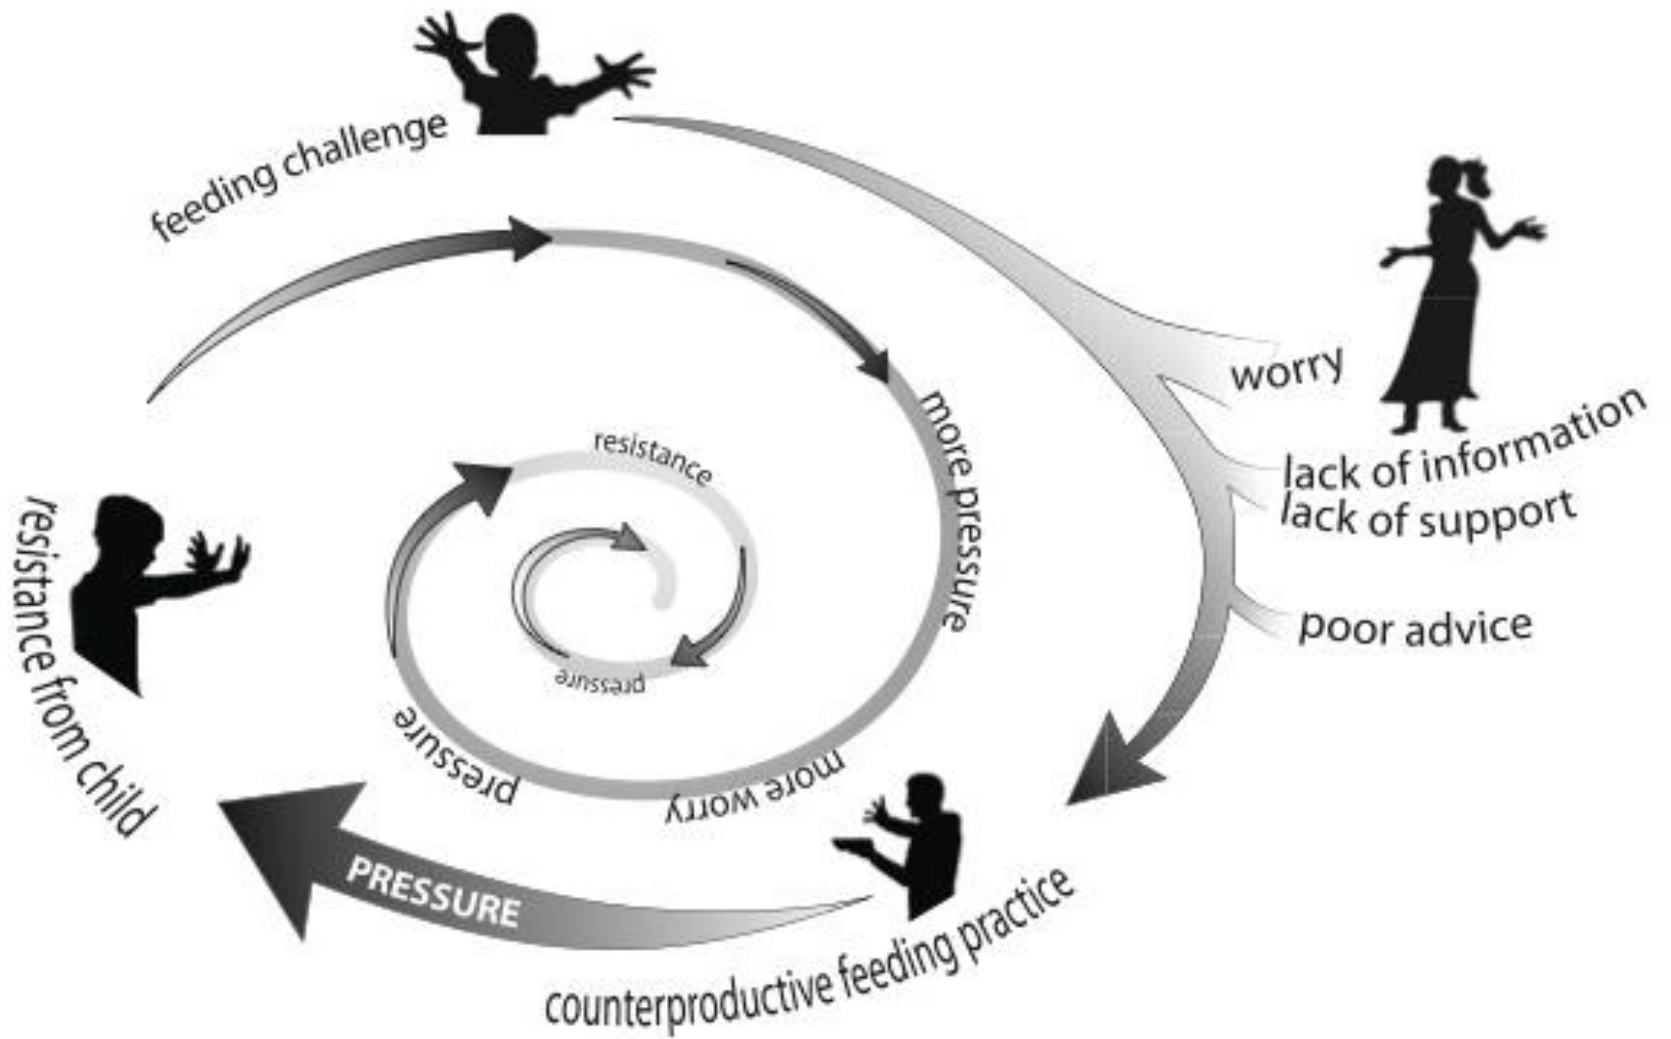 feeding challenge
worry
lack of information
lack of support
poor advice
counterproductive feeding practice
PRESSURE
resistance from child
more pressure
more worry
pressure
resistance
pressure